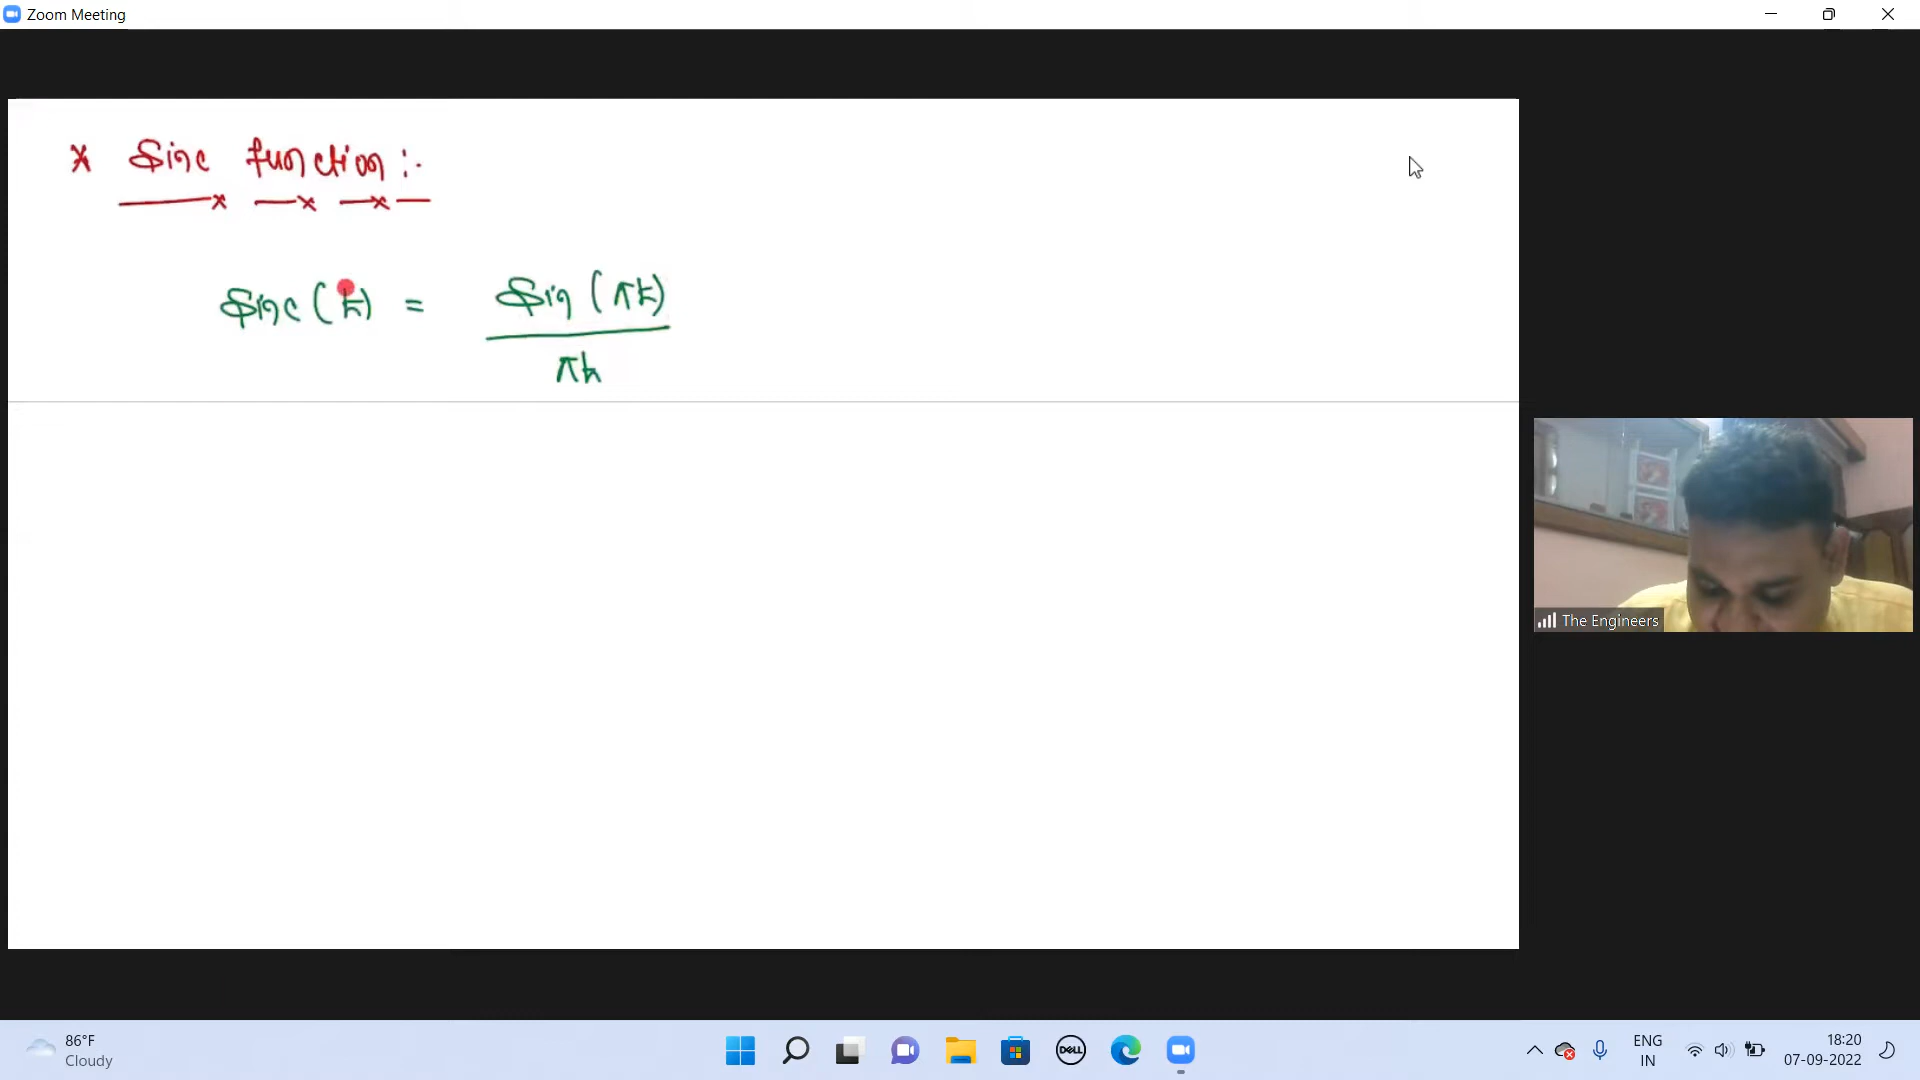 Zoom Meeting
* Sinc function :-
Sinc(k) = Sin(πk)
πk
The Engineers
86°F
Cloudy
DELL
ENG
IN
18:20
07-09-2022